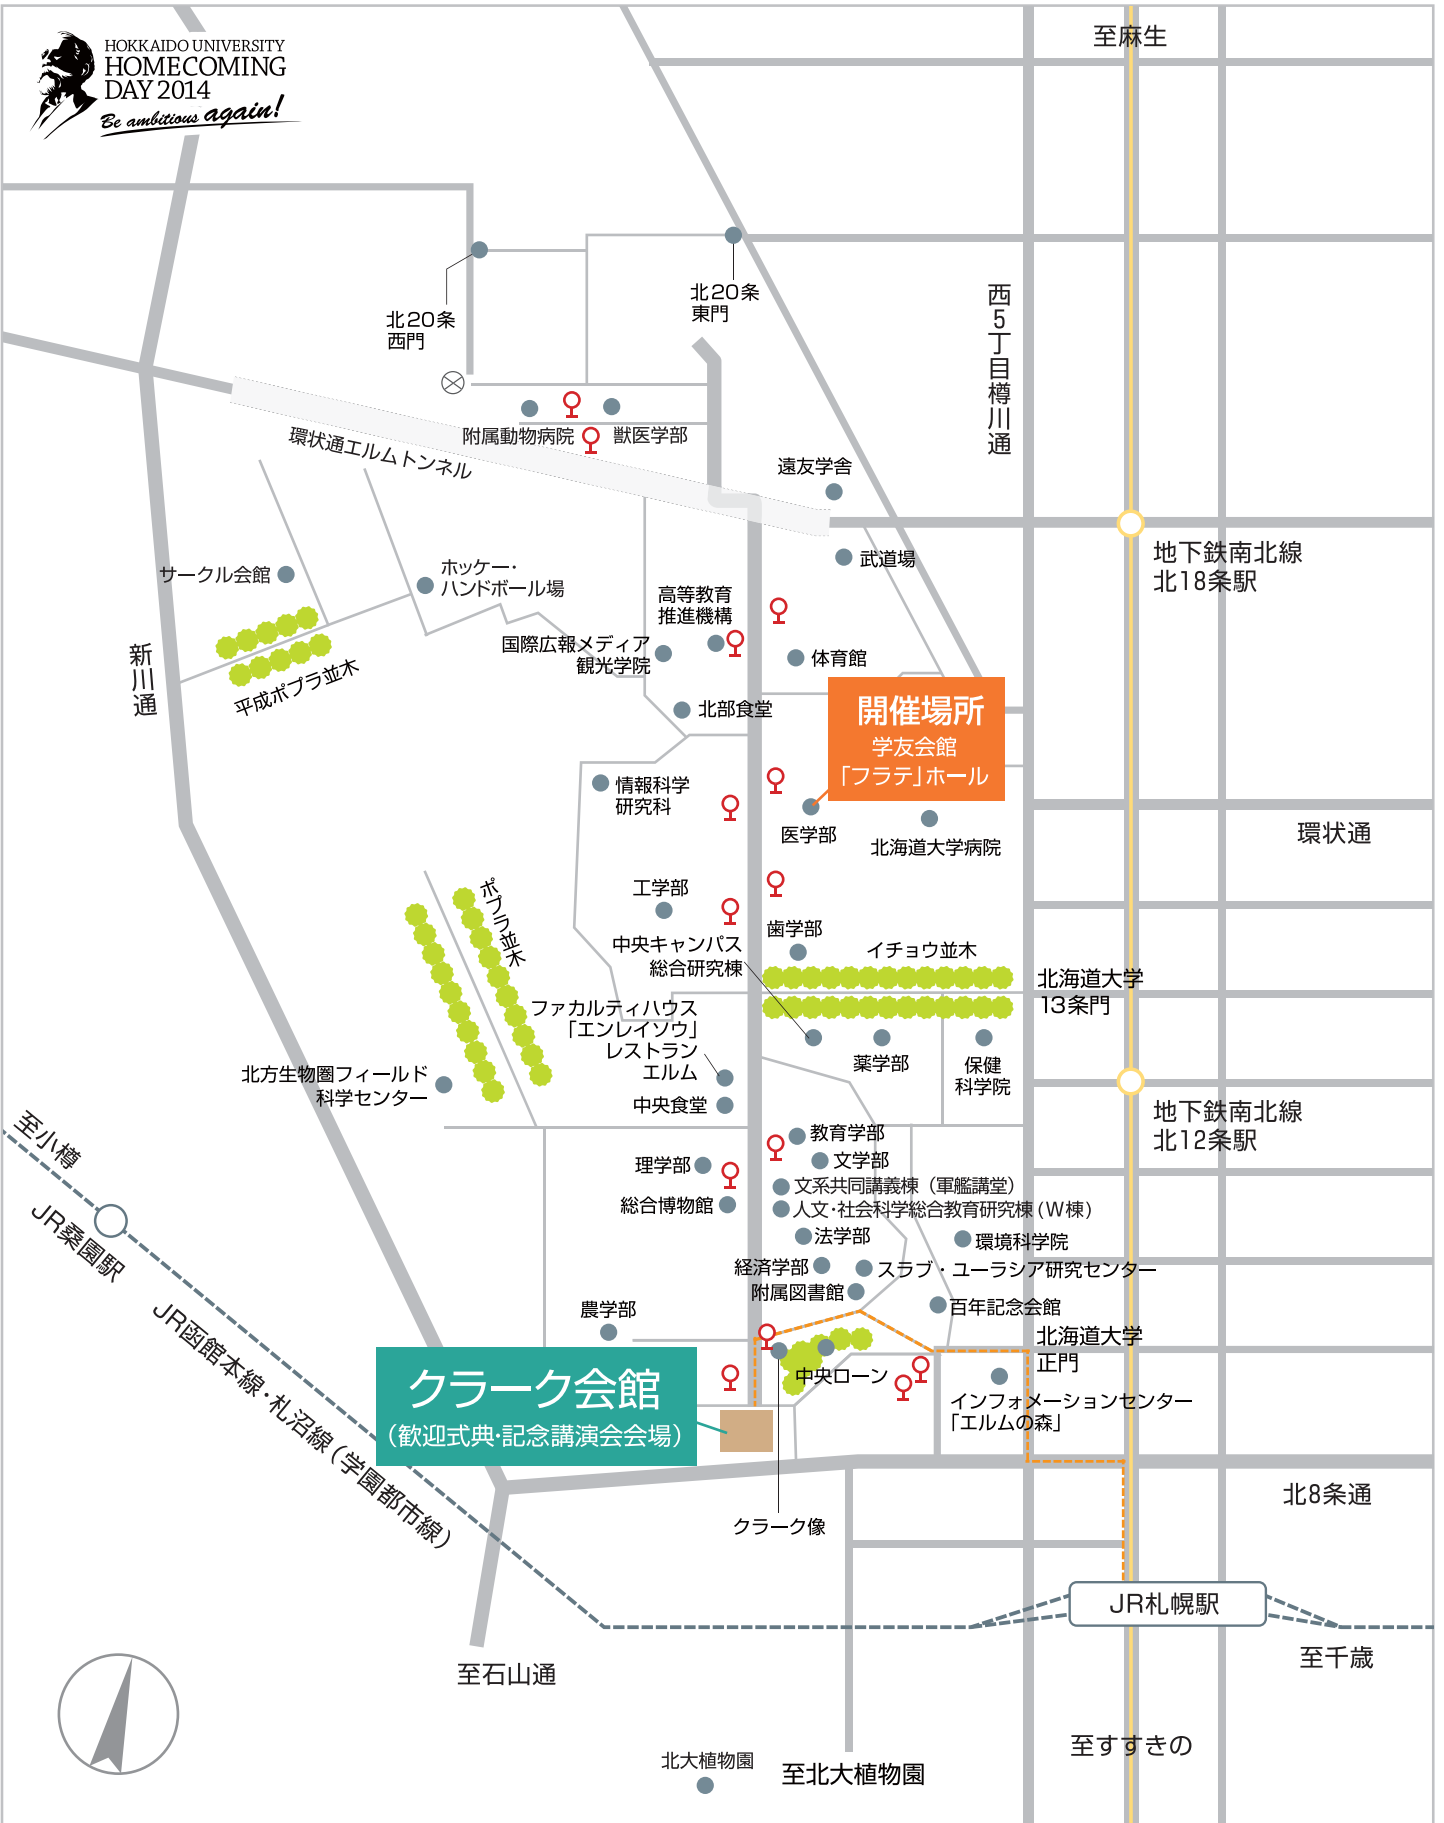 HOKKAIDO UNIVERSITY
HOMECOMING
DAY 2014
Be ambitious again!
至麻生
北20条
西門
北20条
東門
西5丁目樽川通
附属動物病院
獣医学部
環状通エルムトンネル
遠友学舎
武道場
地下鉄南北線
北18条駅
サークル会館
ホッケー・
ハンドボール場
高等教育
推進機構
国際広報メディア
観光学院
体育館
新川通
平成ポプラ並木
北部食堂
開催場所
学友会館
「フラテ」ホール
情報科学
研究科
医学部
北海道大学病院
環状通
工学部
ポプラ並木
歯学部
中央キャンパス
総合研究棟
イチョウ並木
北海道大学
13条門
ファカルティハウス
「エンレイソウ」
レストラン
エルム
薬学部
保健
科学院
北方生物圏フィールド
科学センター
中央食堂
地下鉄南北線
北12条駅
至小樽
教育学部
文学部
理学部
文系共同講義棟（軍艦講堂）
総合博物館
人文・社会科学総合教育研究棟(W棟)
JR桑園駅
法学部
環境科学院
経済学部
スラブ・ユーラシア研究センター
附属図書館
百年記念会館
農学部
JR函館本線・札沼線（学園都市線）
北海道大学
正門
クラーク会館
（歓迎式典・記念講演会会場）
中央ローン
インフォメーションセンター
「エルムの森」
北8条通
クラーク像
JR札幌駅
至千歳
至石山通
至すすきの
北大植物園
至北大植物園